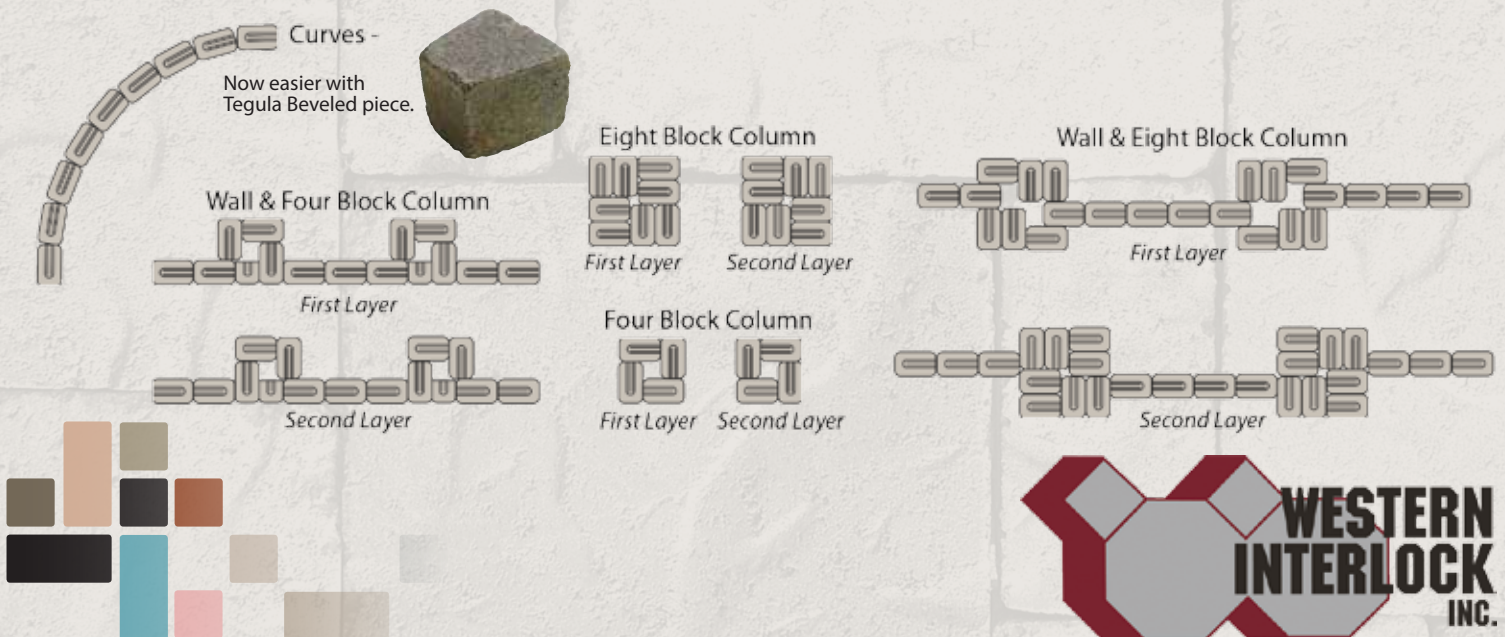 Curves -
Now easier with
Tegula Beveled piece.
Wall & Four Block Column
First Layer
Second Layer
Eight Block Column
First Layer
Second Layer
Four Block Column
First Layer
Second Layer
Wall & Eight Block Column
First Layer
Second Layer
WESTERN
INTERLOCK
INC.